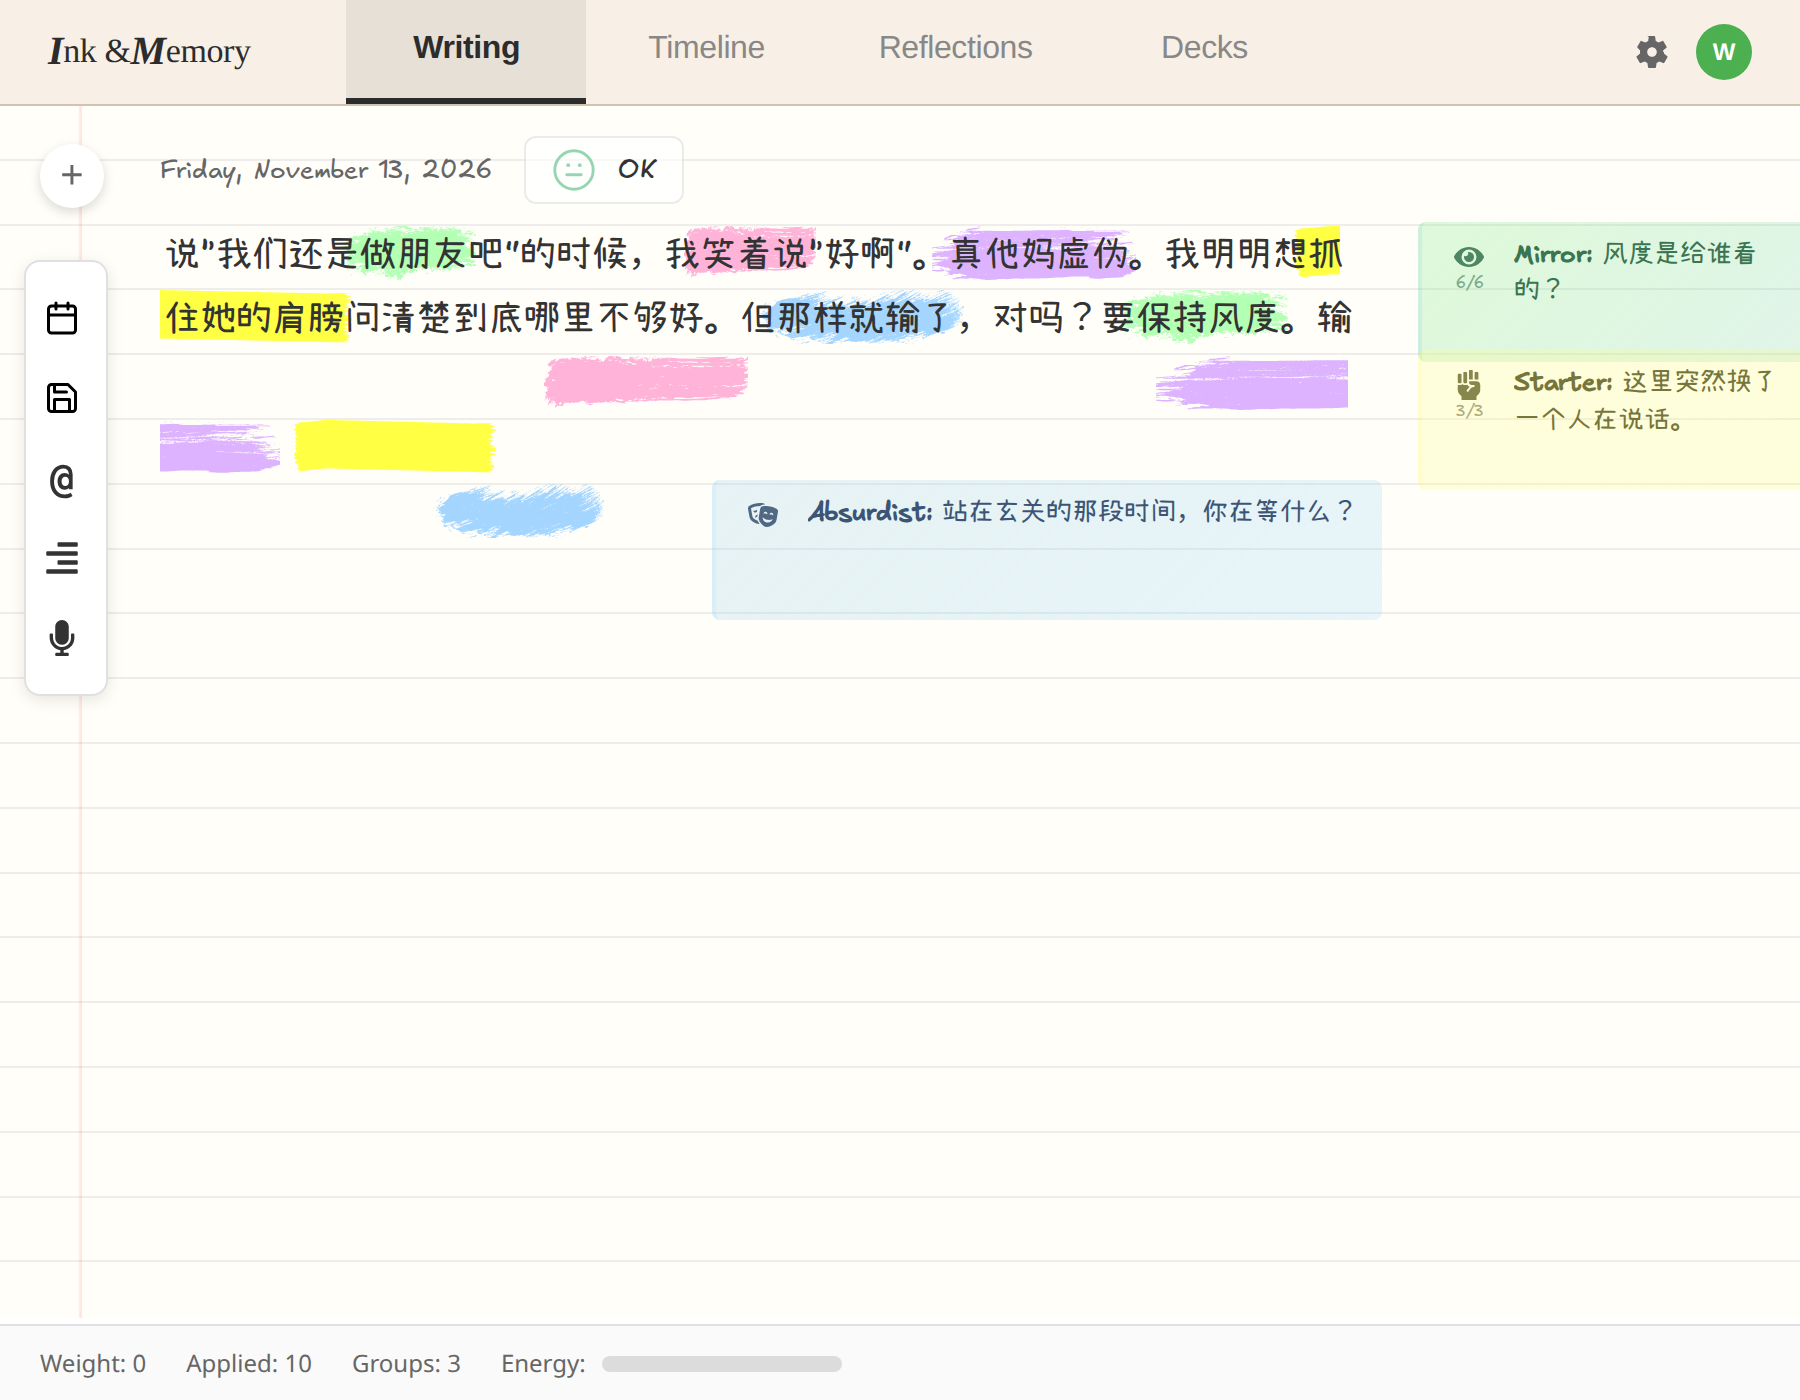 Ink &Memory
Writing
Timeline
Reflections
Decks
W
Friday, November 13, 2026
OK
说"我们还是做朋友吧"的时候，我笑着说"好啊"。真他妈虚伪。我明明想抓
住她的肩膀问清楚到底哪里不够好。但那样就输了，对吗？要保持风度。输
Mirror: 风度是给谁看
的？
6/6
Starter: 这里突然换了
一个人在说话。
3/3
Absurdist: 站在玄关的那段时间，你在等什么？
Weight: 0
Applied: 10
Groups: 3
Energy: